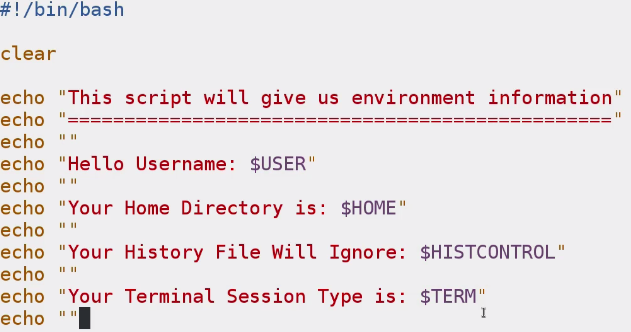 #!/bin/bash
clear
echo "This script will give us environment information"
echo "================================================"
echo ""
echo "Hello Username: $USER"
echo ""
echo "Your Home Directory is: $HOME"
echo ""
echo "Your History File Will Ignore: $HISTCONTROL"
echo ""
echo "Your Terminal Session Type is: $TERM"
echo ""